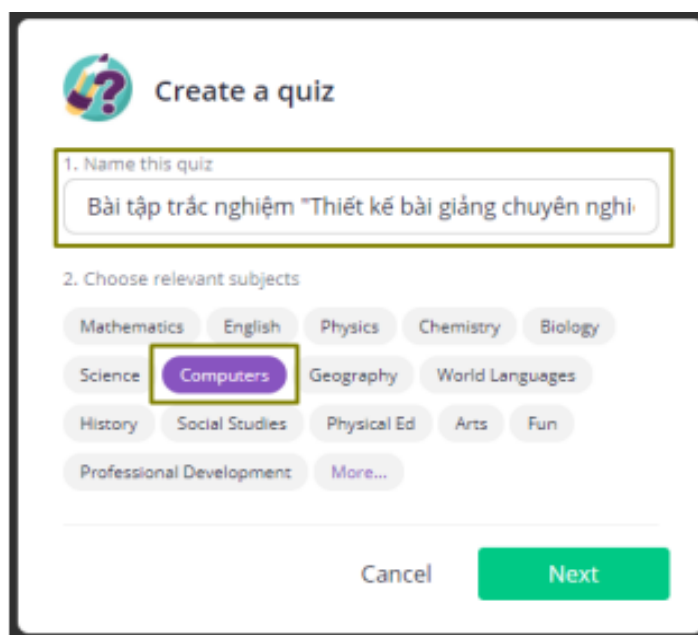 Create a quiz
1. Name this quiz
Bài tập trắc nghiệm "Thiết kế bài giảng chuyên nghi
2. Choose relevant subjects
Mathematics English Physics Chemistry Biology
Science Computers Geography World Languages
History Social Studies Physical Ed Arts Fun
Professional Development More...
Cancel Next